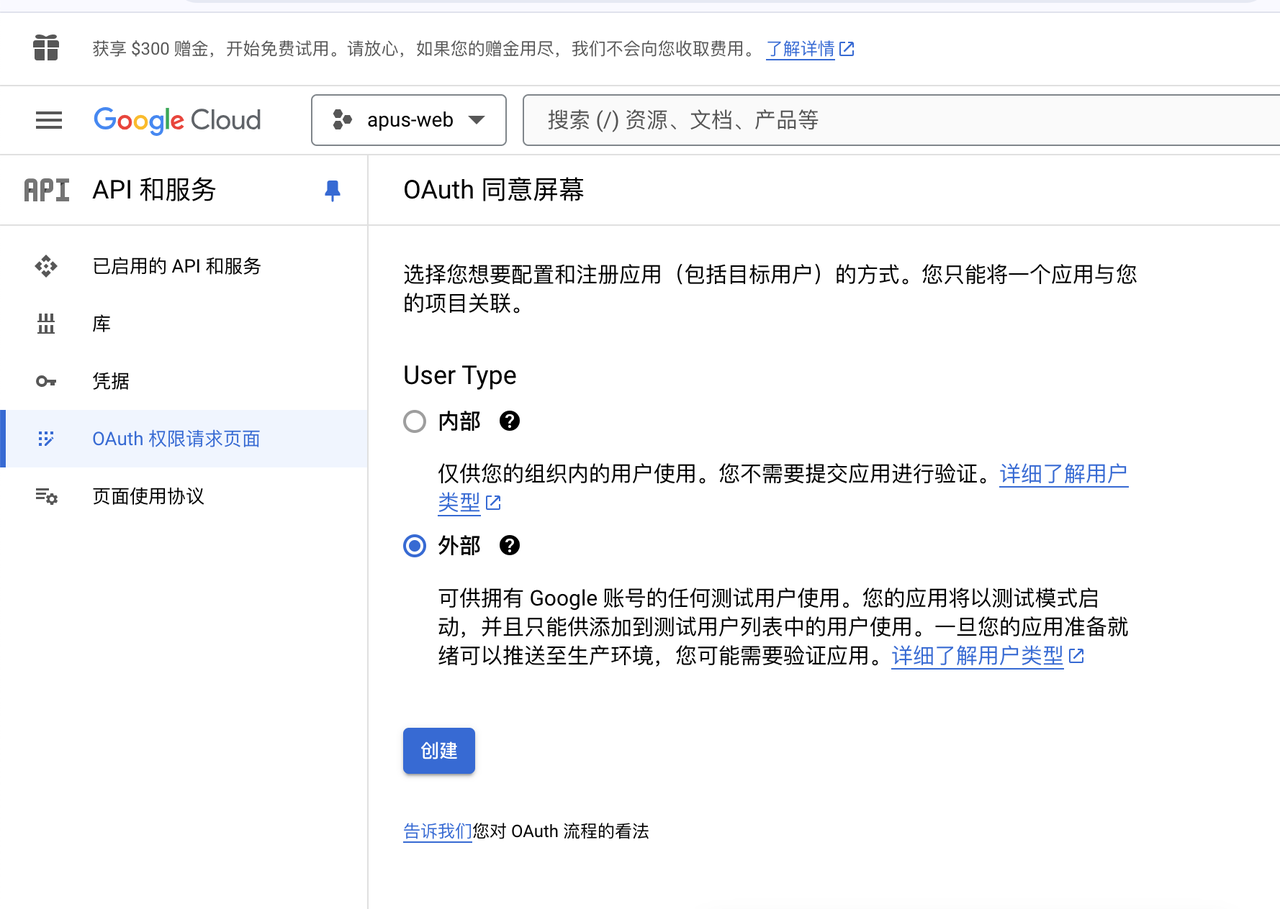 获享 $300 赠金，开始免费试用。请放心，如果您的赠金用尽，我们不会向您收取费用。 了解详情
Google Cloud
apus-web
搜索 (/) 资源、文档、产品等
API API 和服务
OAuth 同意屏幕
已启用的 API 和服务
库
凭据
OAuth 权限请求页面
页面使用协议
选择您想要配置和注册应用（包括目标用户）的方式。您只能将一个应用与您
的项目关联。
User Type
内部
仅供您的组织内的用户使用。您不需要提交应用进行验证。详细了解用户
类型
外部
可供拥有 Google 账号的任何测试用户使用。您的应用将以测试模式启
动，并且只能供添加到测试用户列表中的用户使用。一旦您的应用准备就
绪可以推送至生产环境，您可能需要验证应用。详细了解用户类型
创建
告诉我们您对 OAuth 流程的看法